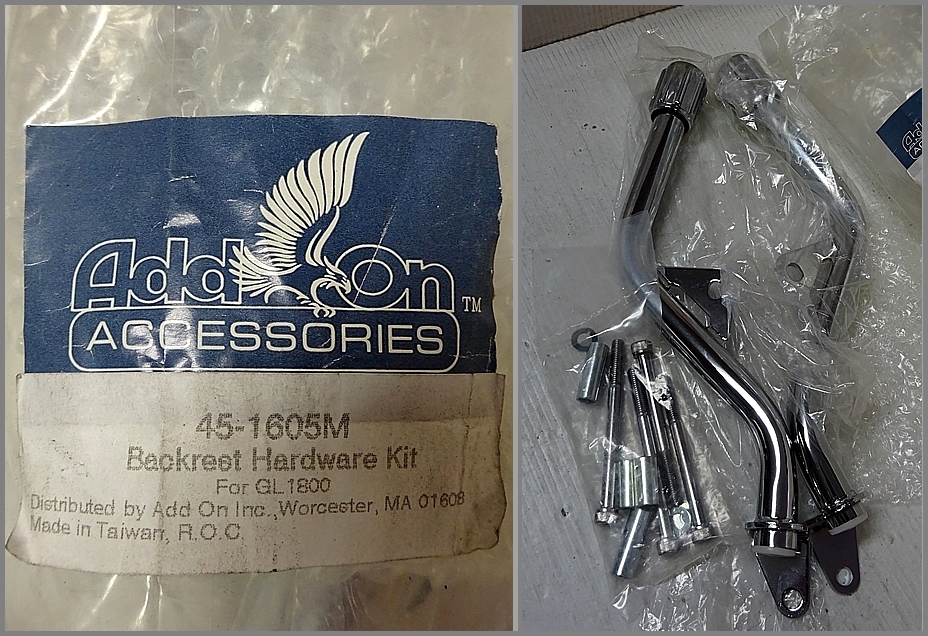 Add On TM
ACCESSORIES
45-1605M
Backrest Hardware Kit
For GL1800
Distributed by Add On Inc., Worcester, MA 01608
Made in Taiwan, R.O.C.